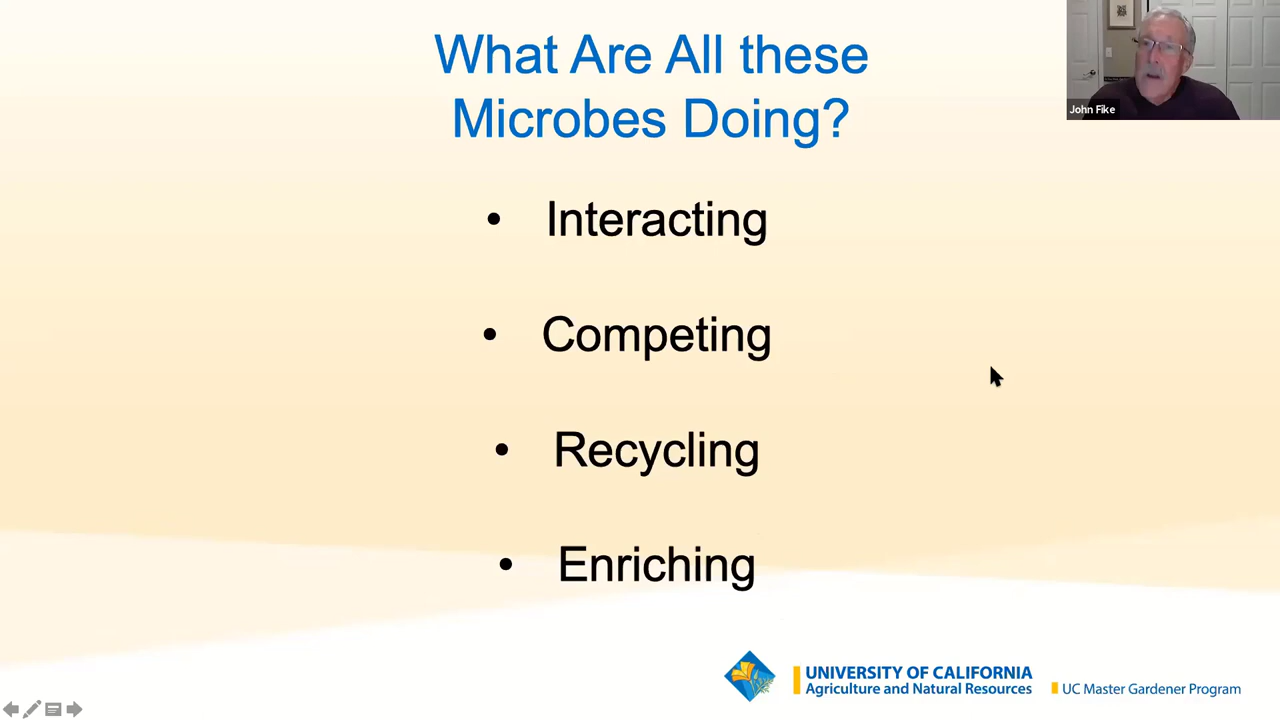 What Are All these
Microbes Doing?
John Fike
• Interacting
• Competing
• Recycling
• Enriching
UNIVERSITY OF CALIFORNIA
Agriculture and Natural Resources
UC Master Gardener Program